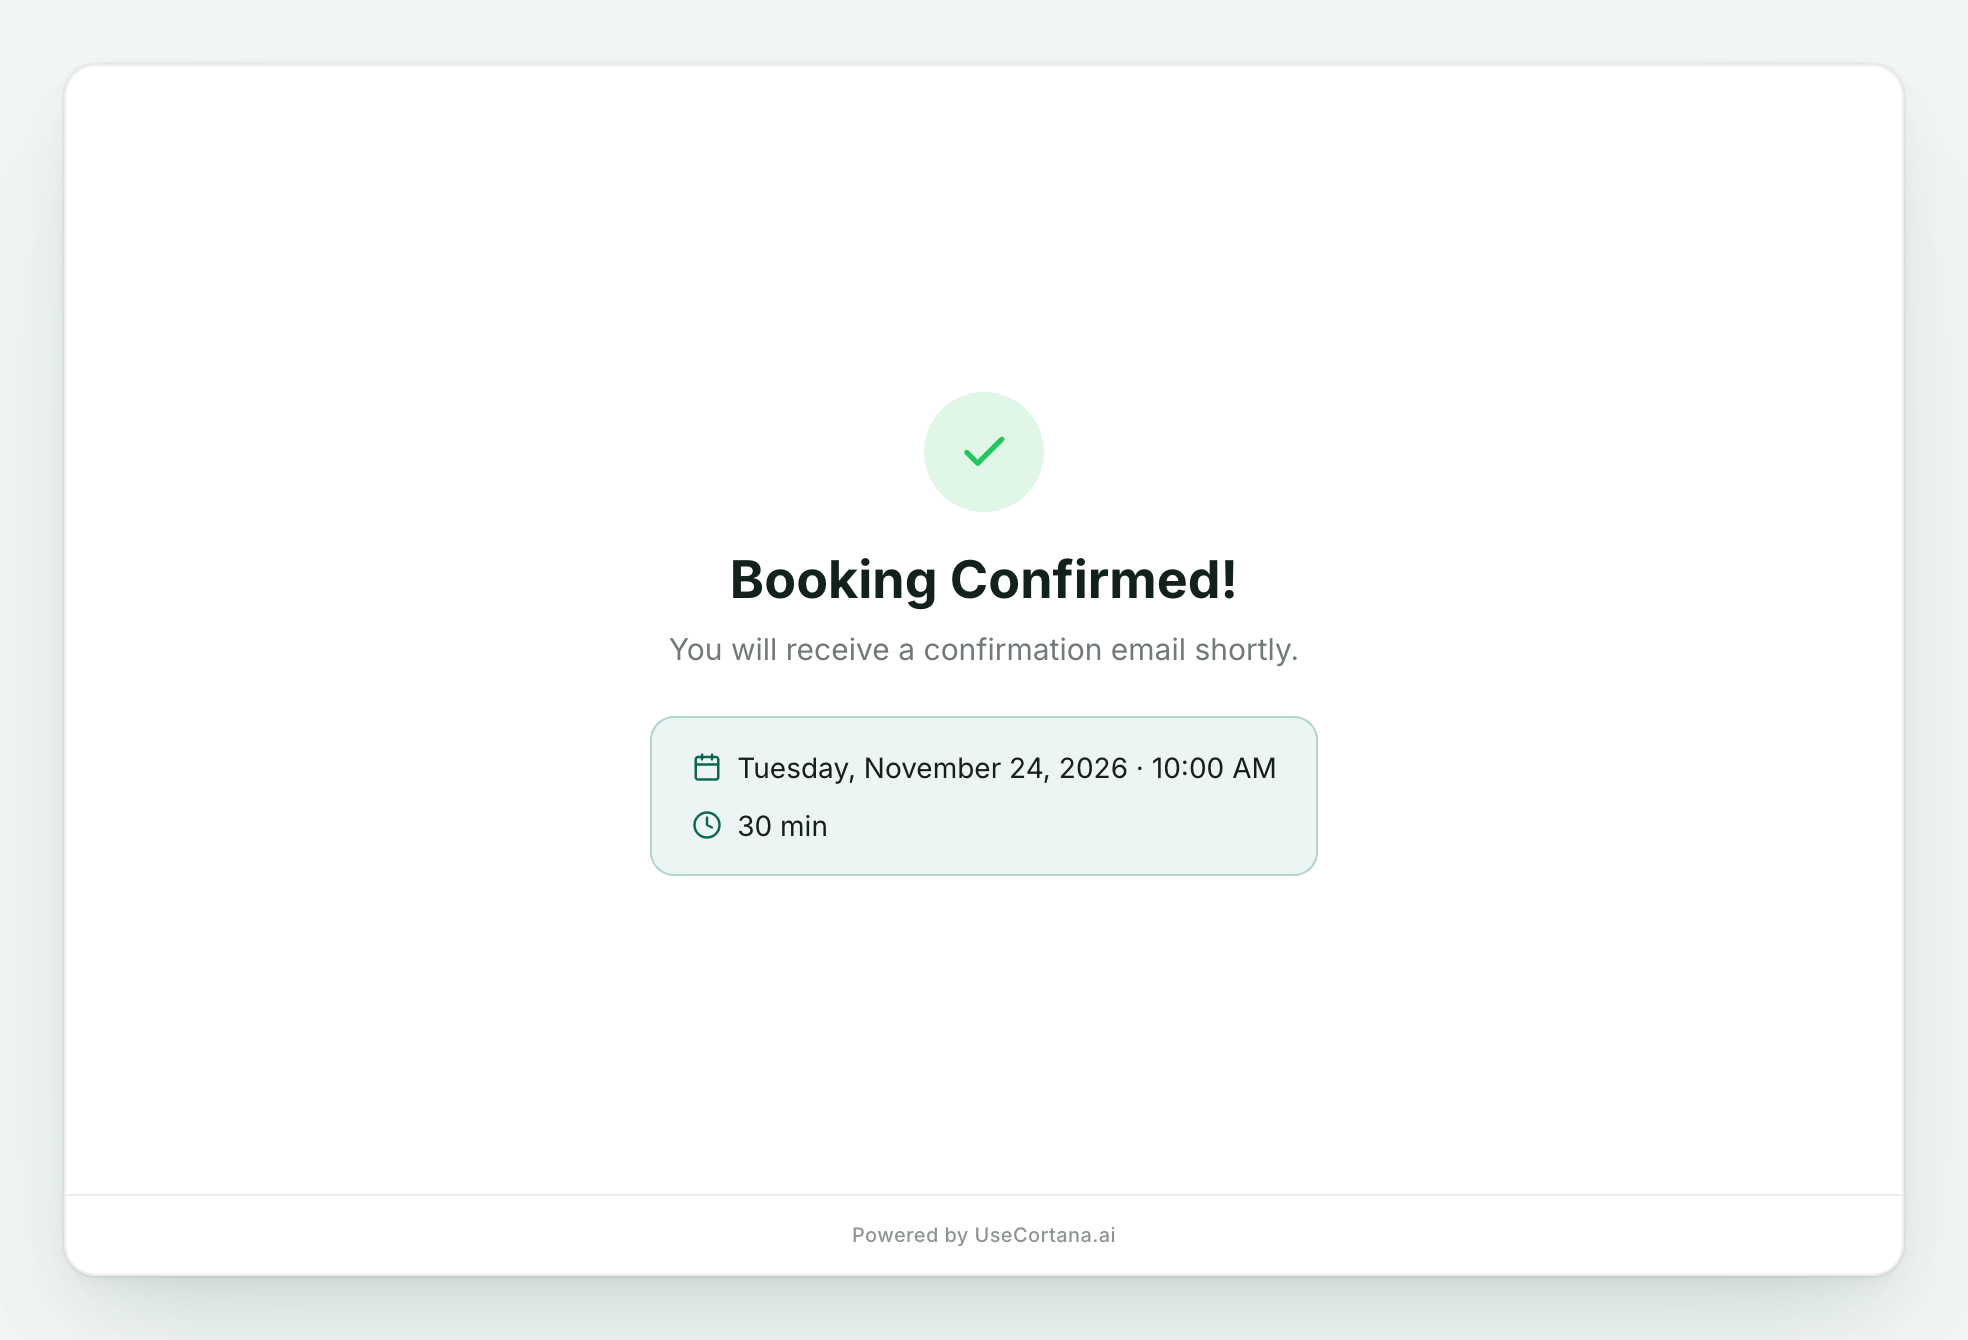 Booking Confirmed!
You will receive a confirmation email shortly.
Tuesday, November 24, 2026 · 10:00 AM
30 min
Powered by UseCortana.ai